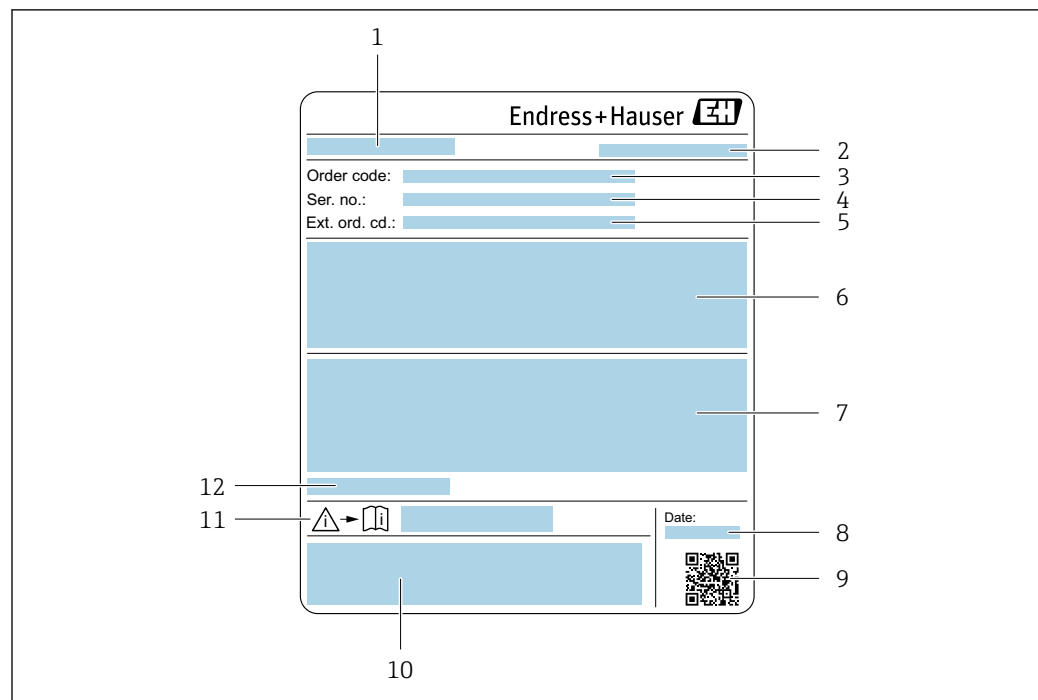 1
Endress+Hauser EH
2
Order code: 3
Ser. no.: 4
Ext. ord. cd.: 5
6
7
12
11 i i Date: 8
9
10